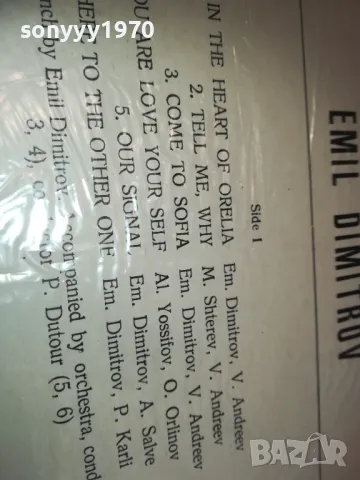 sonyyy1970
EMIL DIMITROV
Side 1
IN THE HEART OF ORELIA Em. Dimitrov, V. Andreev
2. TELL ME, WHY M. Shterev, V. Andreev
3. COME TO SOFIA Em. Dimitrov, V. Andreev
ARE LOVE YOUR SELF Al. Yossifov, O. Orlinov
5. OUR SIGNAL Em. Dimitrov, A. Salve
TO THE OTHER ONE Em. Dimitrov, P. Karli
by Emil Dimitrov. Accompanied by orchestra, cond
3, 4), P. Dutour (5, 6)
BAZAR
bg